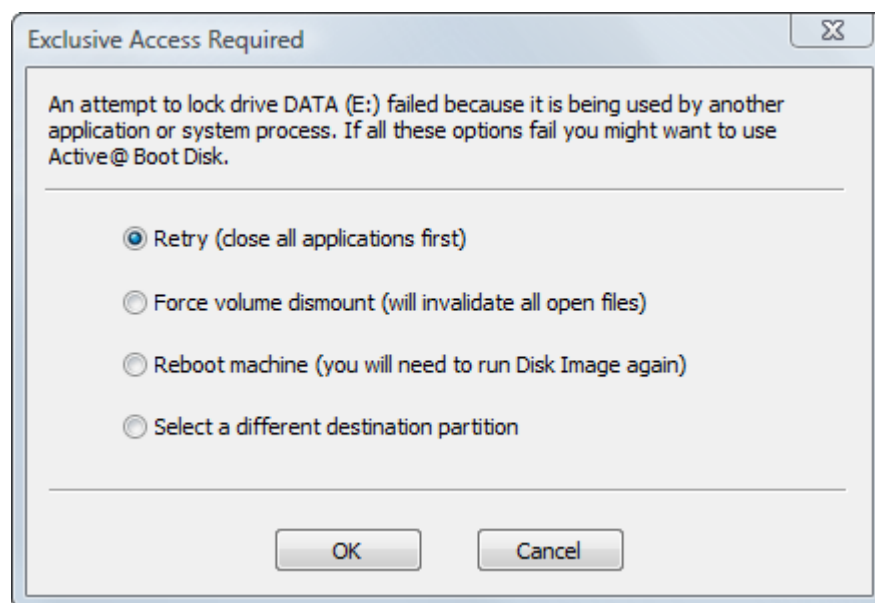 Exclusive Access Required
An attempt to lock drive DATA (E:) failed because it is being used by another
application or system process. If all these options fail you might want to use
Active@ Boot Disk.
Retry (close all applications first)
Force volume dismount (will invalidate all open files)
Reboot machine (you will need to run Disk Image again)
Select a different destination partition
OK Cancel